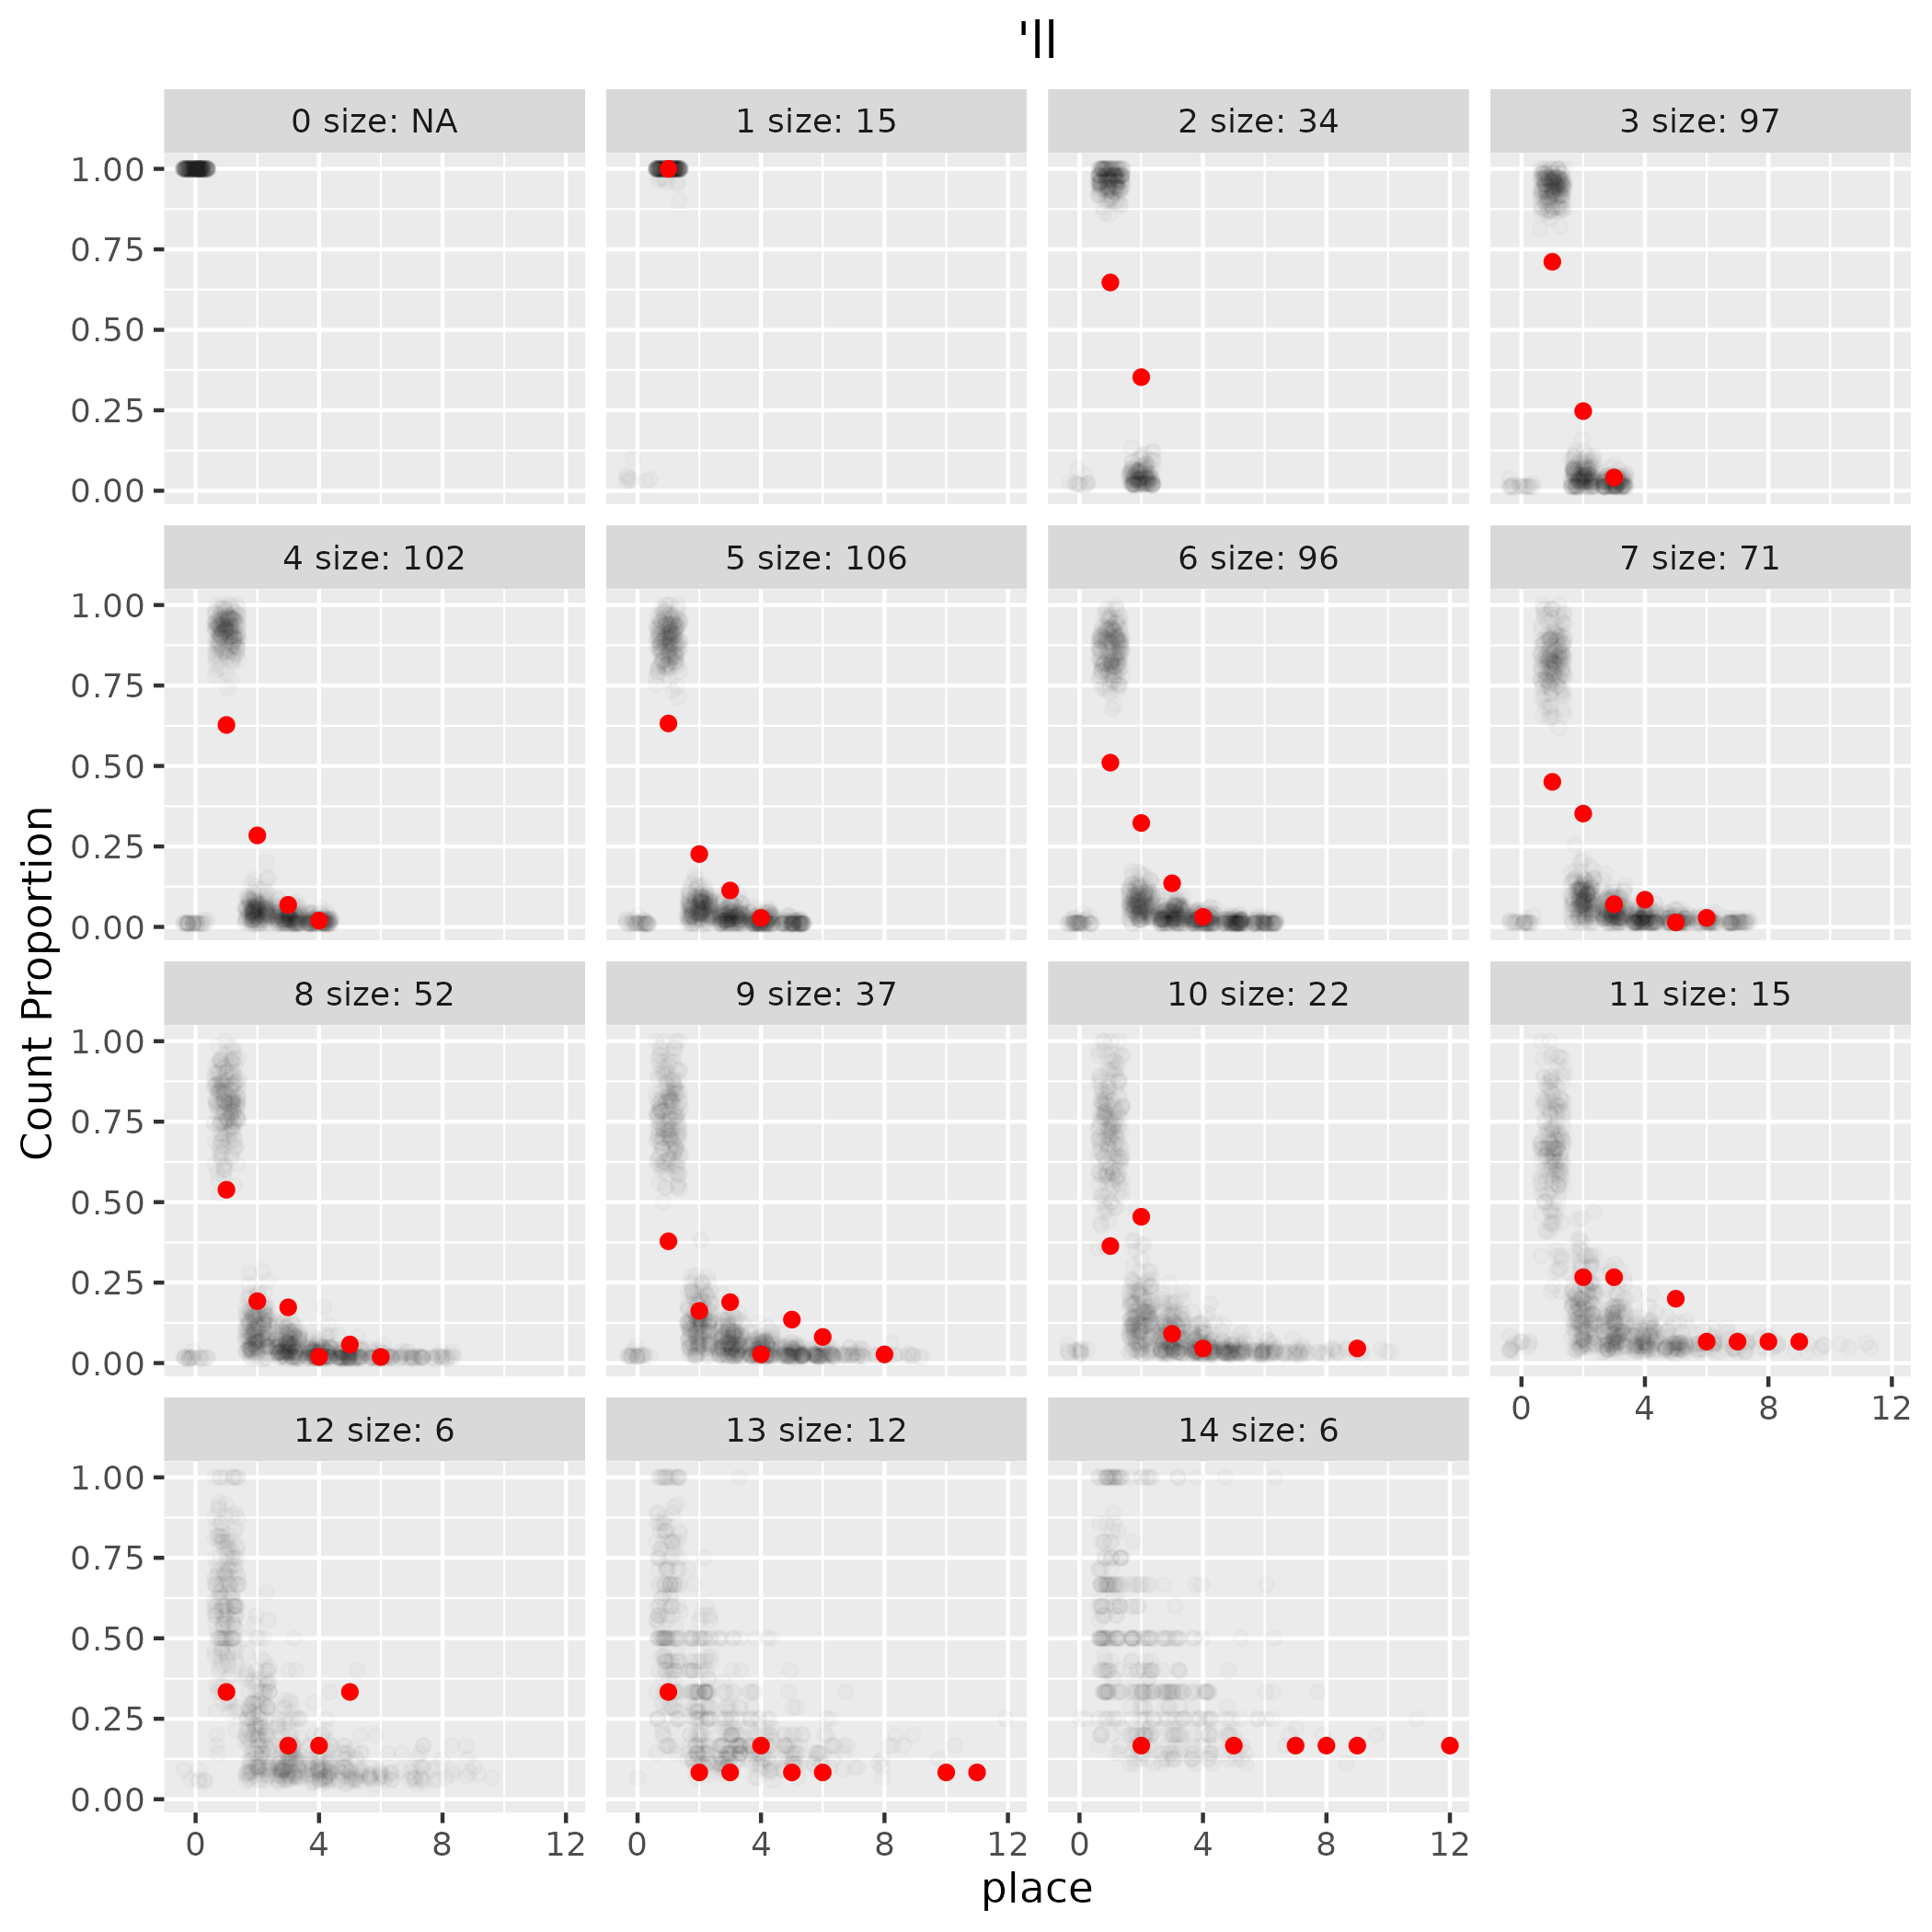 'll
0 size: NA
1 size: 15
2 size: 34
3 size: 97
1.00
0.75
0.50
0.25
0.00
4 size: 102
5 size: 106
6 size: 96
7 size: 71
1.00
0.75
0.50
0.25
0.00
Count Proportion
8 size: 52
9 size: 37
10 size: 22
11 size: 15
1.00
0.75
0.50
0.25
0.00
0 4 8 12
12 size: 6
13 size: 12
14 size: 6
1.00
0.75
0.50
0.25
0.00
0 4 8 12
0 4 8 12
0 4 8 12
place